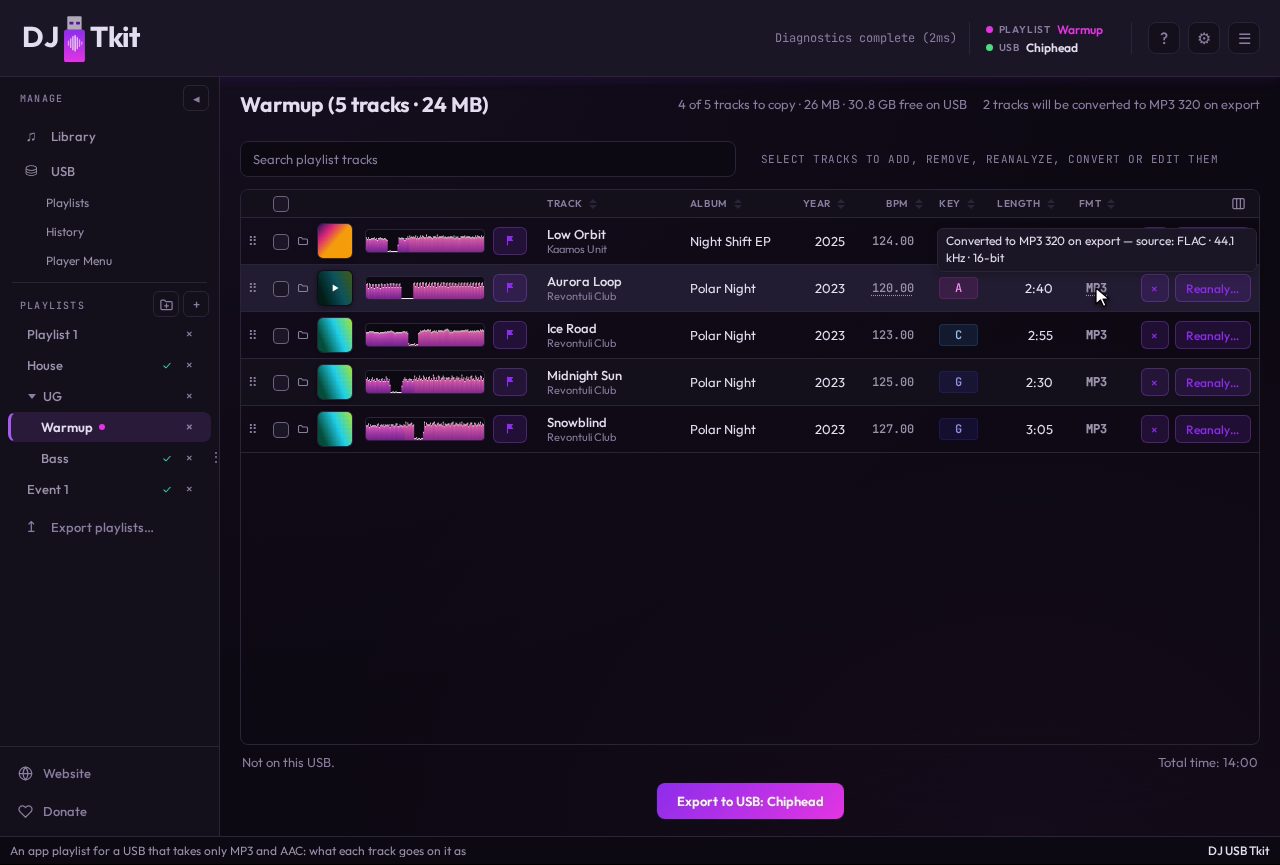 DJ Tkit
Diagnostics complete (2ms)
PLAYLIST Warmup
USB Chiphead
?
MANAGE
Library
USB
Playlists
History
Player Menu
PLAYLISTS
+
Playlist 1 ×
House ✓ ×
UG ×
Warmup ×
Bass ✓ ×
Event 1 ✓ ×
Export playlists...
Website
Donate
Warmup (5 tracks · 24 MB)
4 of 5 tracks to copy · 26 MB · 30.8 GB free on USB 2 tracks will be converted to MP3 320 on export
Search playlist tracks
SELECT TRACKS TO ADD, REMOVE, REANALYZE, CONVERT OR EDIT THEM
TRACK ALBUM YEAR BPM KEY LENGTH FMT
Low Orbit
Kaamos Unit
Night Shift EP 2025 124.00
Converted to MP3 320 on export — source: FLAC · 44.1
kHz · 16-bit
Aurora Loop
Revontuli Club
Polar Night 2023 120.00 A 2:40 MP3 × Reanaly...
Ice Road
Revontuli Club
Polar Night 2023 123.00 C 2:55 MP3 × Reanaly...
Midnight Sun
Revontuli Club
Polar Night 2023 125.00 G 2:30 MP3 × Reanaly...
Snowblind
Revontuli Club
Polar Night 2023 127.00 G 3:05 MP3 × Reanaly...
Not on this USB.
Total time: 14:00
Export to USB: Chiphead
An app playlist for a USB that takes only MP3 and AAC: what each track goes on it as
DJ USB Tkit